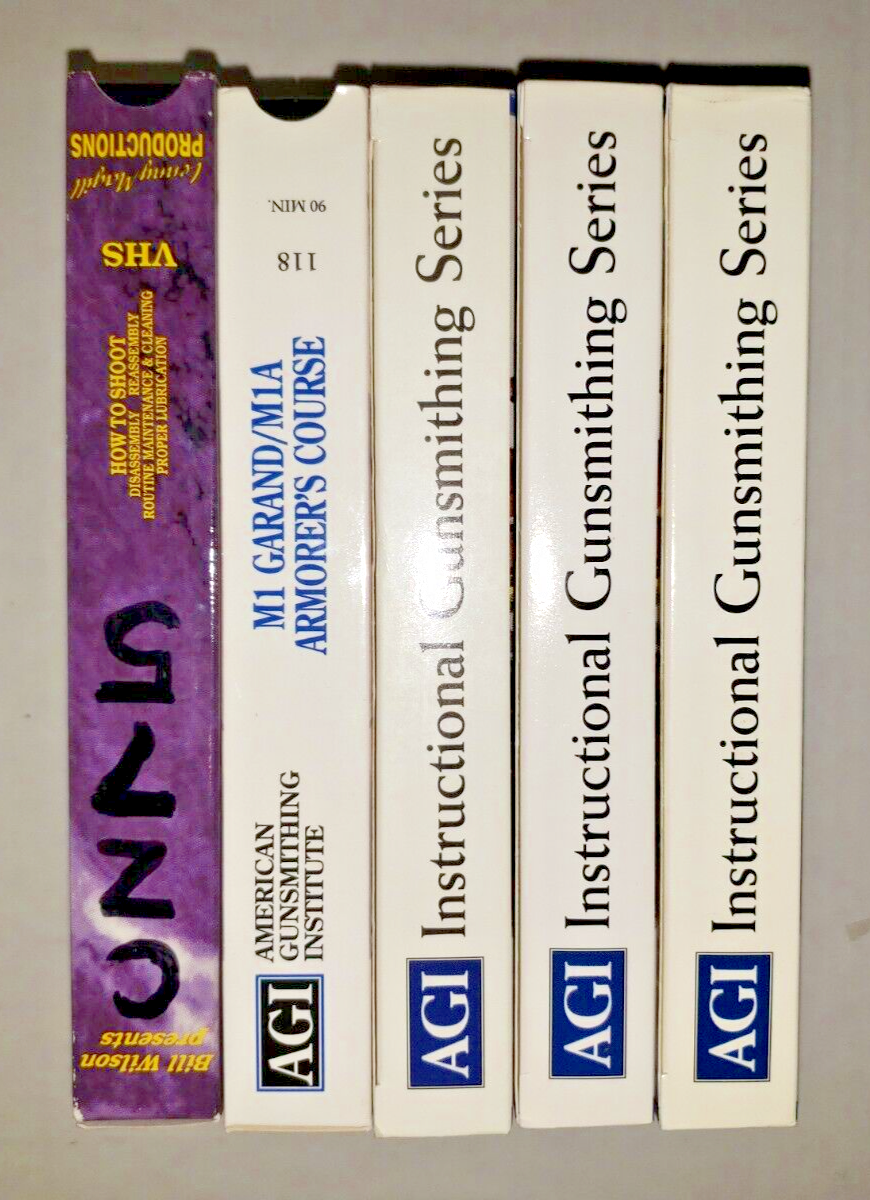 Bill Wilson
presents
CZ75
HOW TO SHOOT
DISASSEMBLY REASSEMBLY
ROUTINE MAINTENANCE & CLEANING
PROPER LUBRICATION
VHS
Lenny Magill
PRODUCTIONS
AGI
AMERICAN
GUNSMITHING
INSTITUTE
M1 GARAND/M1A
ARMORER'S COURSE
118
90 MIN.
AGI Instructional Gunsmithing Series
AGI Instructional Gunsmithing Series
AGI Instructional Gunsmithing Series